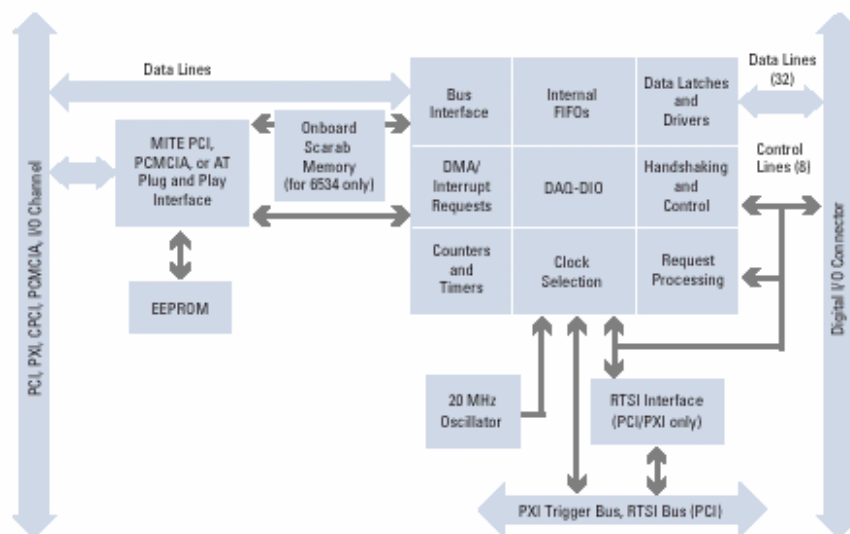 PCI, PXI, CPCI, PCMCIA, I/O Channel
Data Lines
MITE PCI,
PCMCIA, or AT
Plug and Play
Interface
Onboard
Scarab
Memory
(for 6534 only)
EEPROM
Bus
Interface
Internal
FIFOs
Data Latches
and
Drivers
DMA/
Interrupt
Requests
DAQ-DIO
Handshaking
and
Control
Counters
and
Timers
Clock
Selection
Request
Processing
Data Lines
(32)
Control
Lines (8)
20 MHz
Oscillator
RTSI Interface
(PCI/PXI only)
PXI Trigger Bus, RTSI Bus (PCI)
Digital I/O Connector